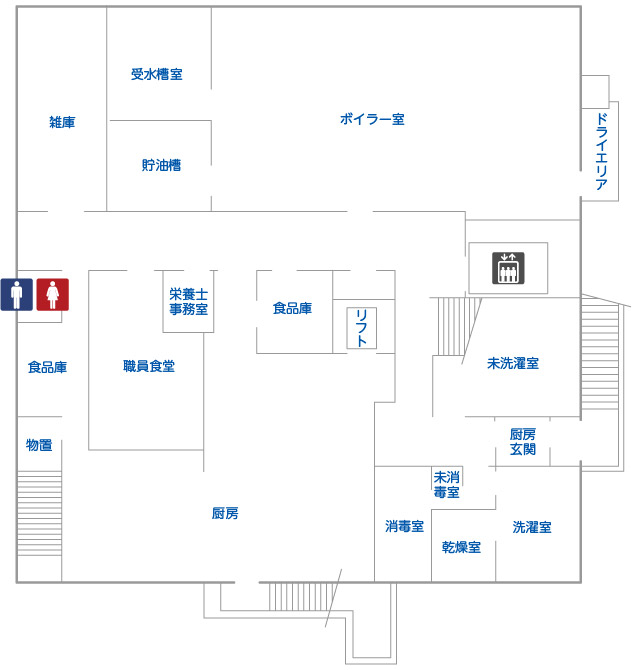 受水槽室
雑庫
ボイラー室
ドライエリア
貯油槽
栄養士
事務室
食品庫
リフト
食品庫
職員食堂
未洗濯室
物置
厨房
玄関
未消
毒室
厨房
消毒室
乾燥室
洗濯室